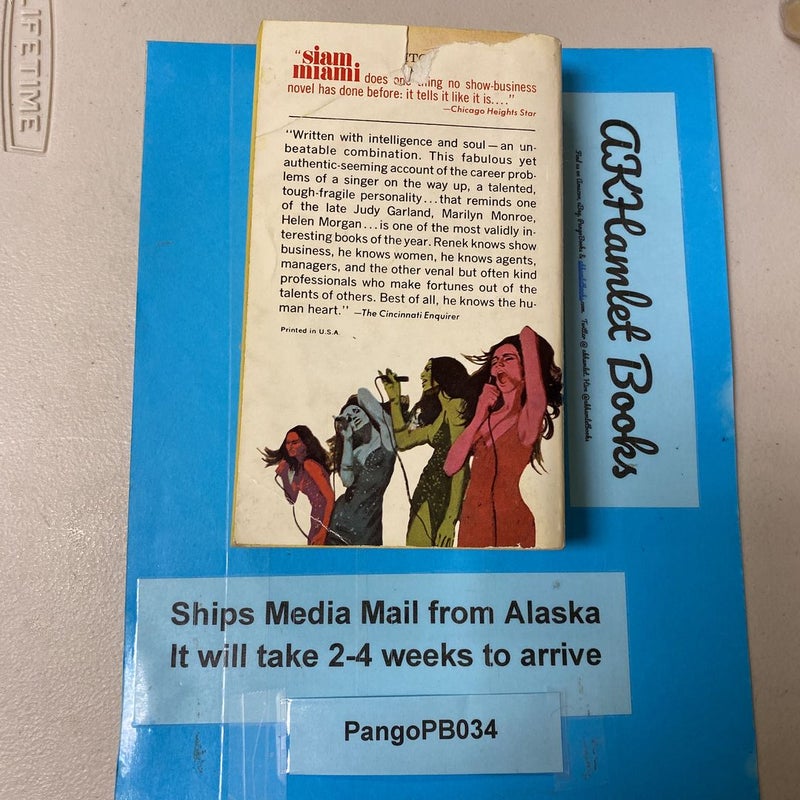 LIFETIME
"siam
miami does one thing no show-business
novel has done before: it tells it like it is...."
—Chicago Heights Star
"Written with intelligence and soul—an un-
beatable combination. This fabulous yet
authentic-seeming account of the career prob-
lems of a singer on the way up, a talented,
tough-fragile personality...that reminds one
of the late Judy Garland, Marilyn Monroe,
Helen Morgan...is one of the most validly in-
teresting books of the year. Renek knows show
business, he knows women, he knows agents,
managers, and the other venal but often kind
professionals who make fortunes out of the
talents of others. Best of all, he knows the hu-
man heart." —The Cincinnati Enquirer
Printed in U.S.A.
AKHamlet Books
Ships Media Mail from Alaska
It will take 2-4 weeks to arrive
PangoPB034